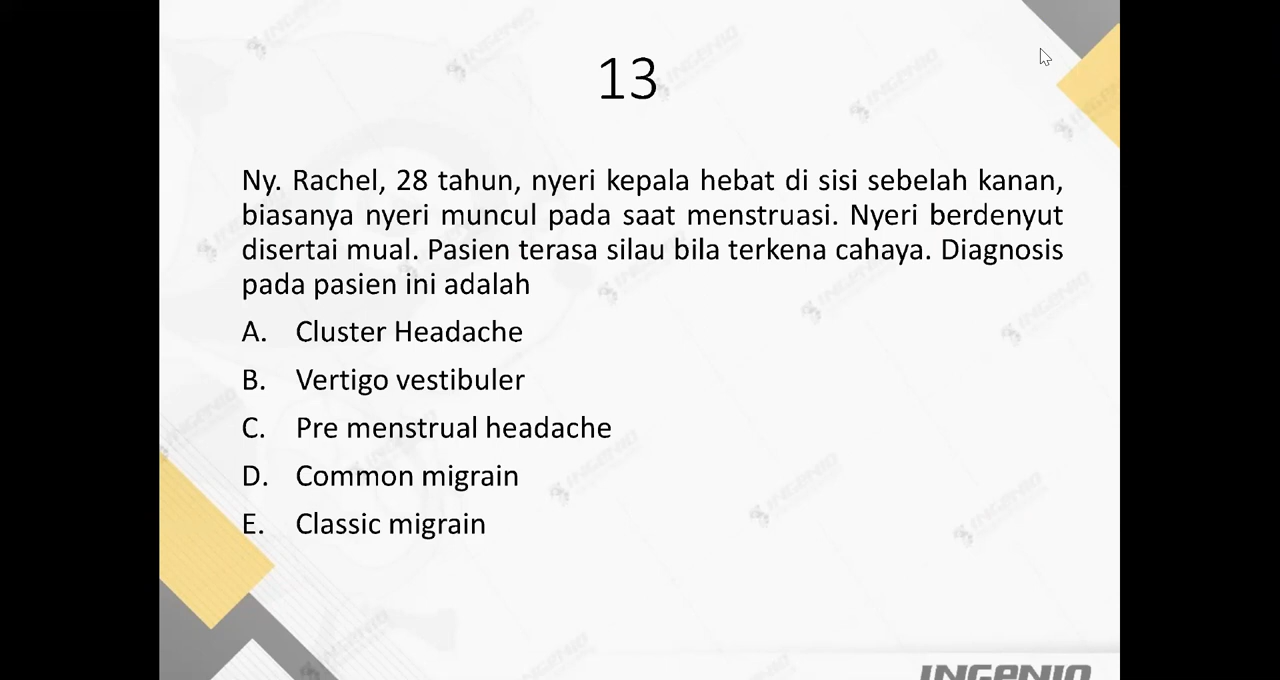 13
Ny. Rachel, 28 tahun, nyeri kepala hebat di sisi sebelah kanan,
biasanya nyeri muncul pada saat menstruasi. Nyeri berdenyut
disertai mual. Pasien terasa silau bila terkena cahaya. Diagnosis
pada pasien ini adalah
A. Cluster Headache
B. Vertigo vestibuler
C. Pre menstrual headache
D. Common migrain
E. Classic migrain
INGENIO